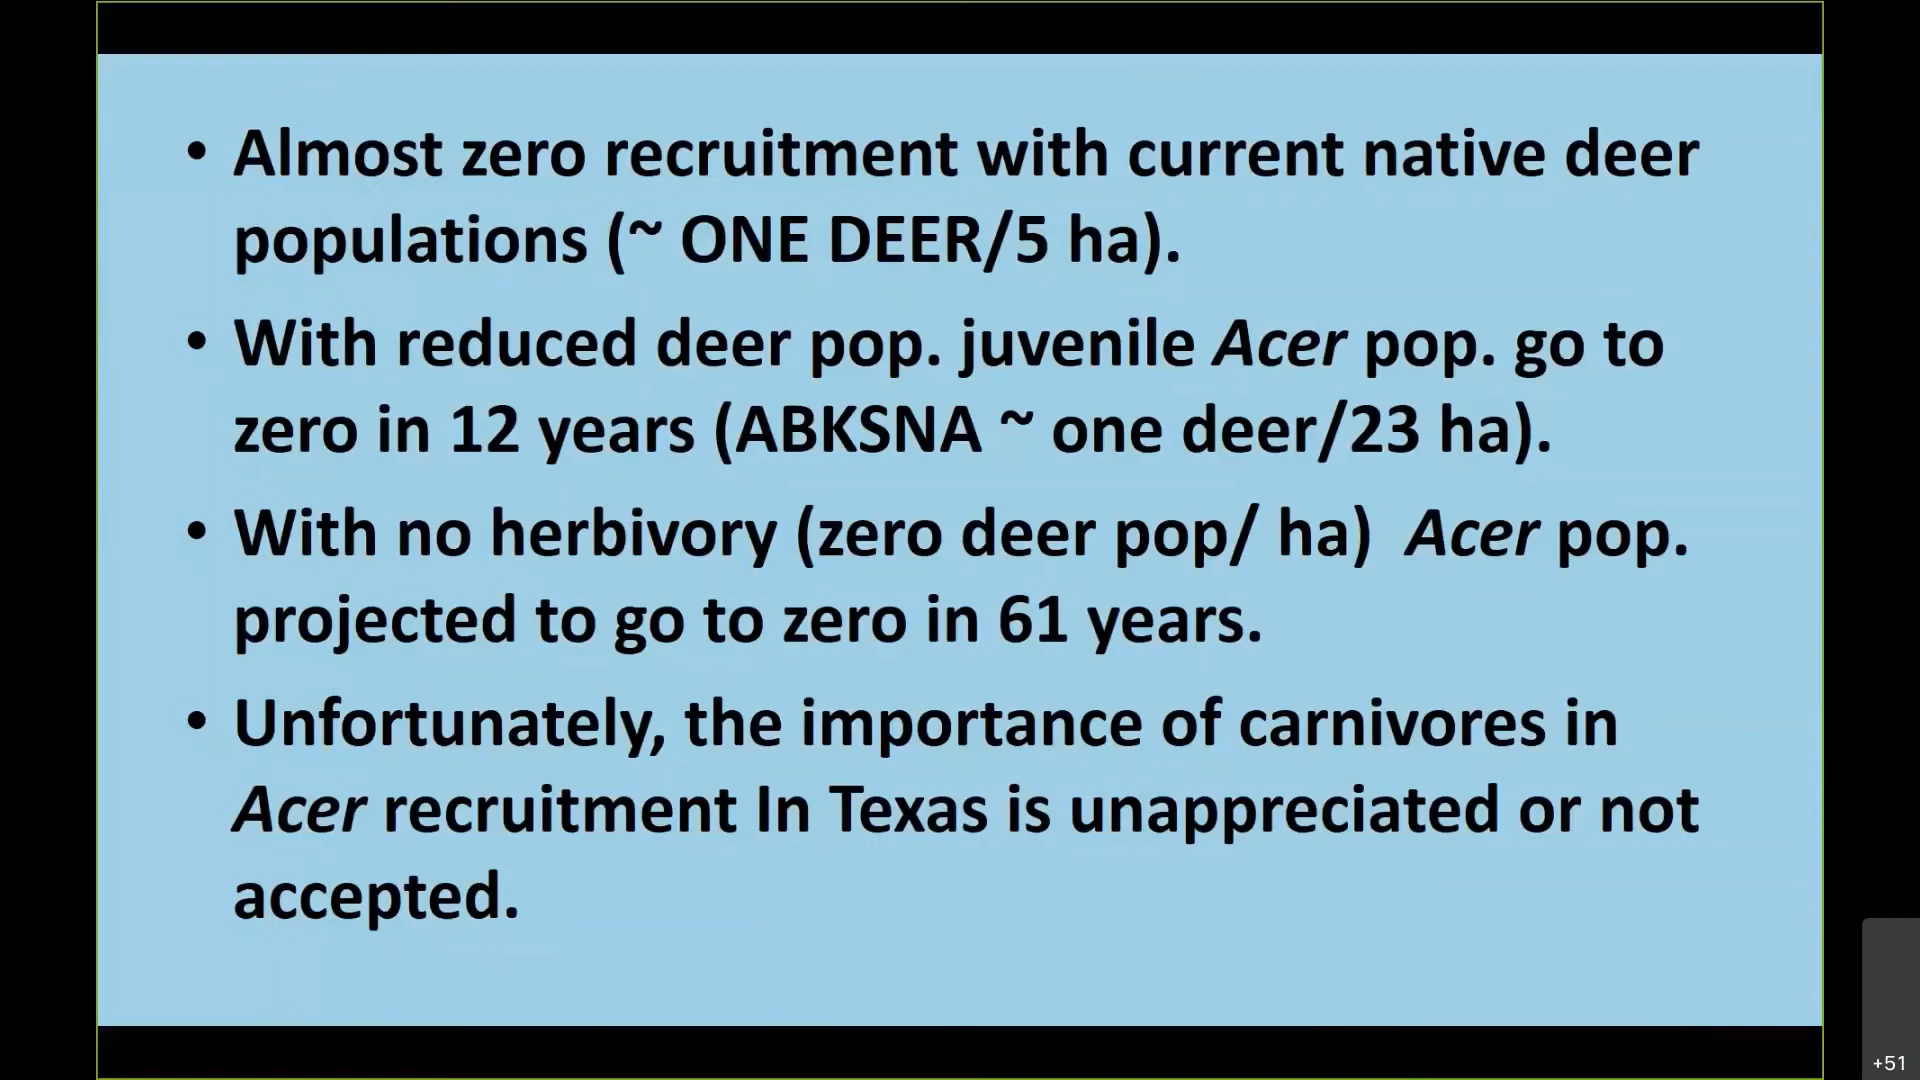 • Almost zero recruitment with current native deer
populations (~ ONE DEER/5 ha).
• With reduced deer pop. juvenile Acer pop. go to
zero in 12 years (ABKSNA ~ one deer/23 ha).
• With no herbivory (zero deer pop/ ha)  Acer pop.
projected to go to zero in 61 years.
• Unfortunately, the importance of carnivores in
Acer recruitment In Texas is unappreciated or not
accepted.
+51